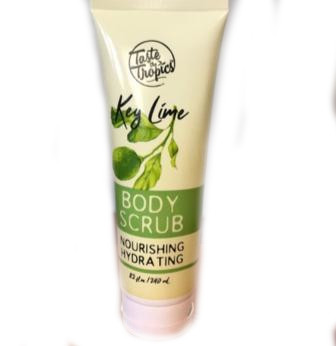 Taste
the
Tropics
Key Lime
BODY
SCRUB
NOURISHING
HYDRATING